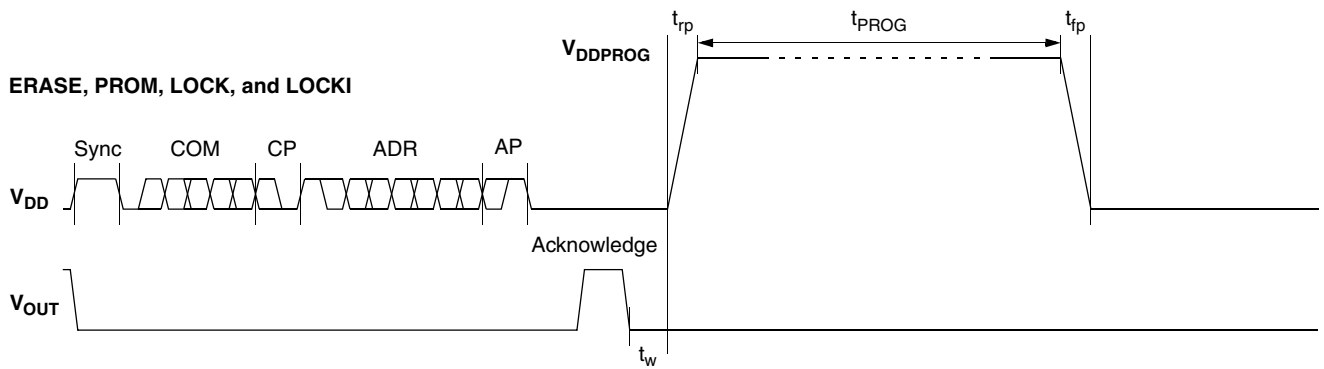 t_rp t_PROG t_fp
V_DDPROG
ERASE, PROM, LOCK, and LOCKI
Sync COM CP ADR AP
V_DD
Acknowledge
V_OUT
t_w